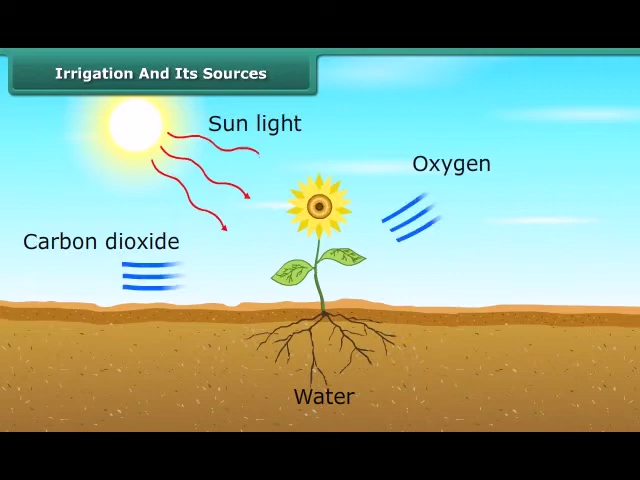 Irrigation And Its Sources
Sun light
Oxygen
Carbon dioxide
Water